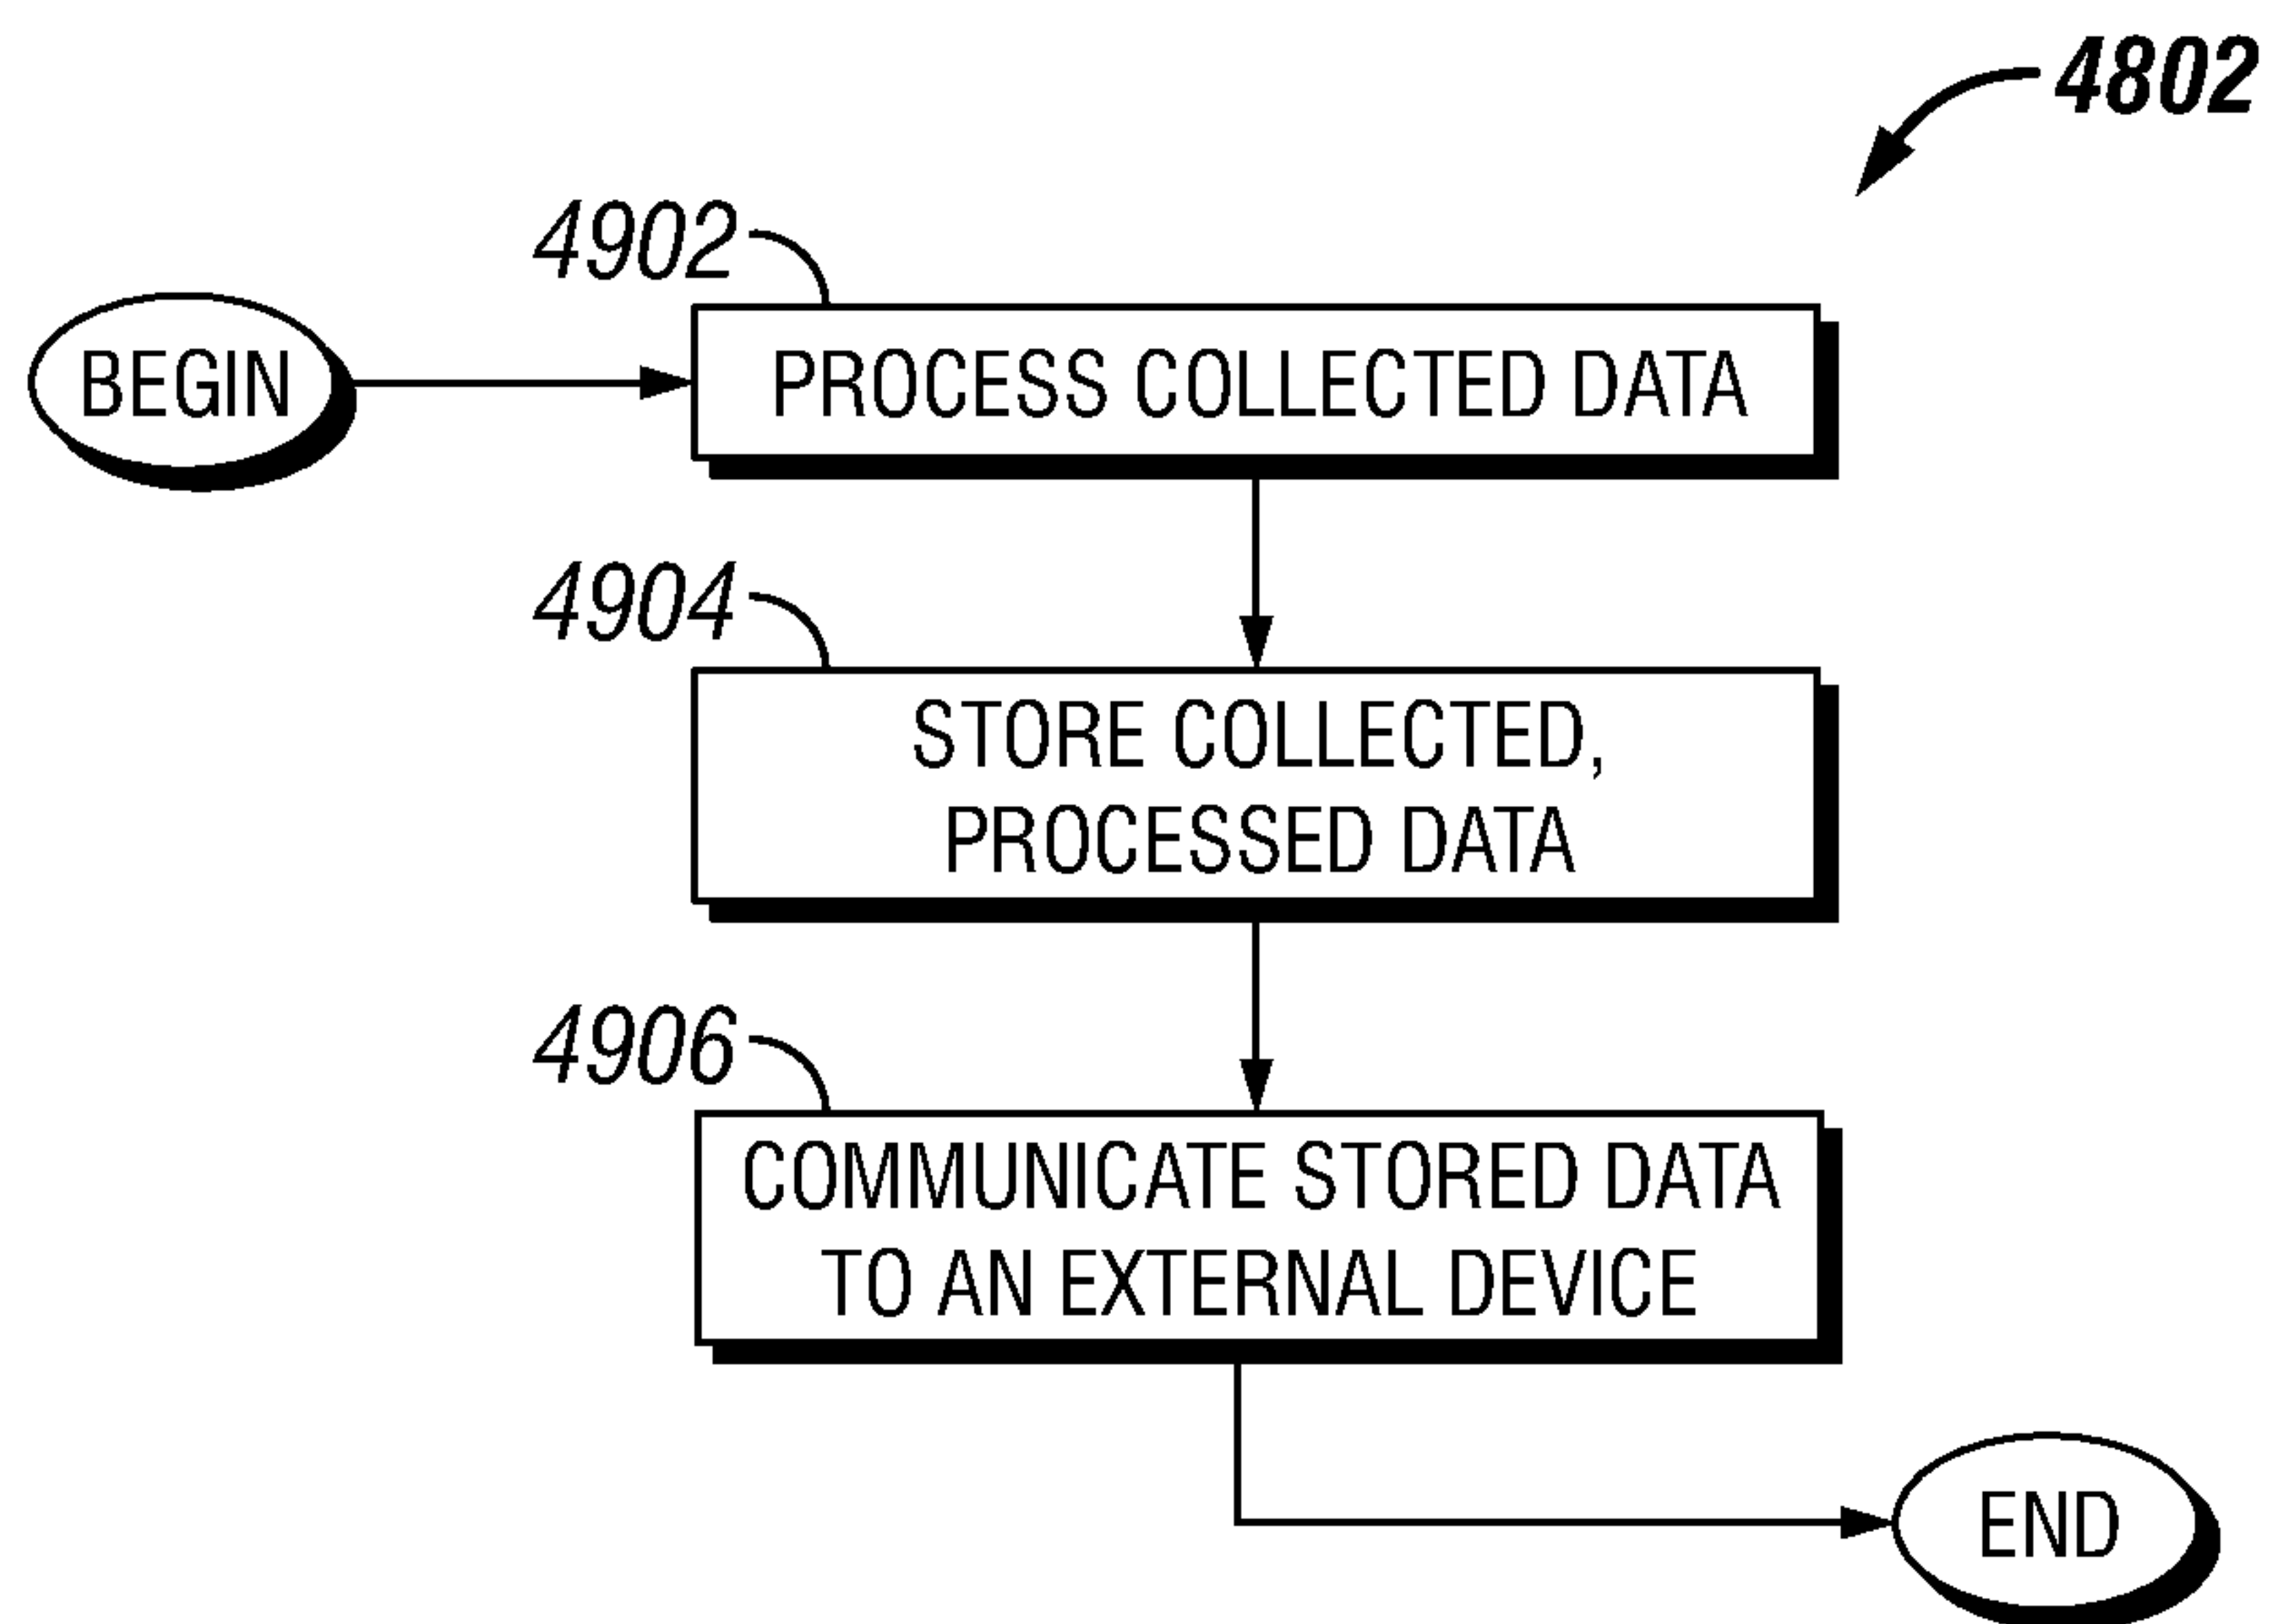 4802
4902
BEGIN
PROCESS COLLECTED DATA
4904
STORE COLLECTED,
PROCESSED DATA
4906
COMMUNICATE STORED DATA
TO AN EXTERNAL DEVICE
END